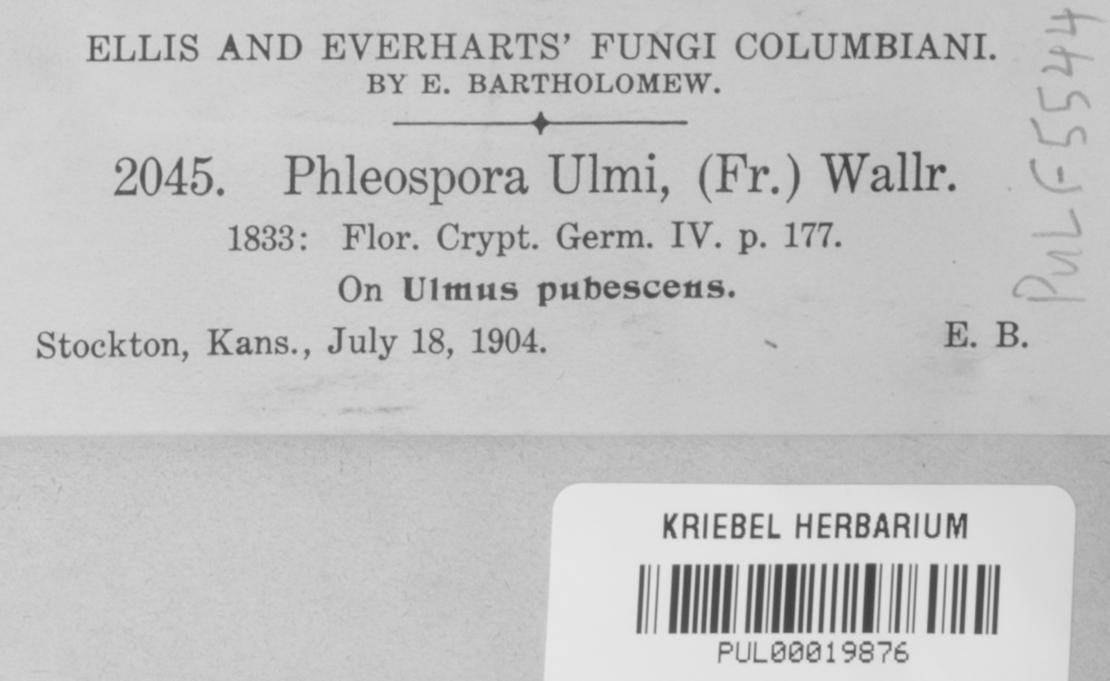 ELLIS AND EVERHARTS' FUNGI COLUMBIANI.
BY E. BARTHOLOMEW.
2045. Phleospora Ulmi, (Fr.) Wallr.
1833: Flor. Crypt. Germ. IV. p. 177.
On Ulmus pubescens.
Stockton, Kans., July 18, 1904. E. B.
PuL F5544
KRIEBEL HERBARIUM
PUL00019876